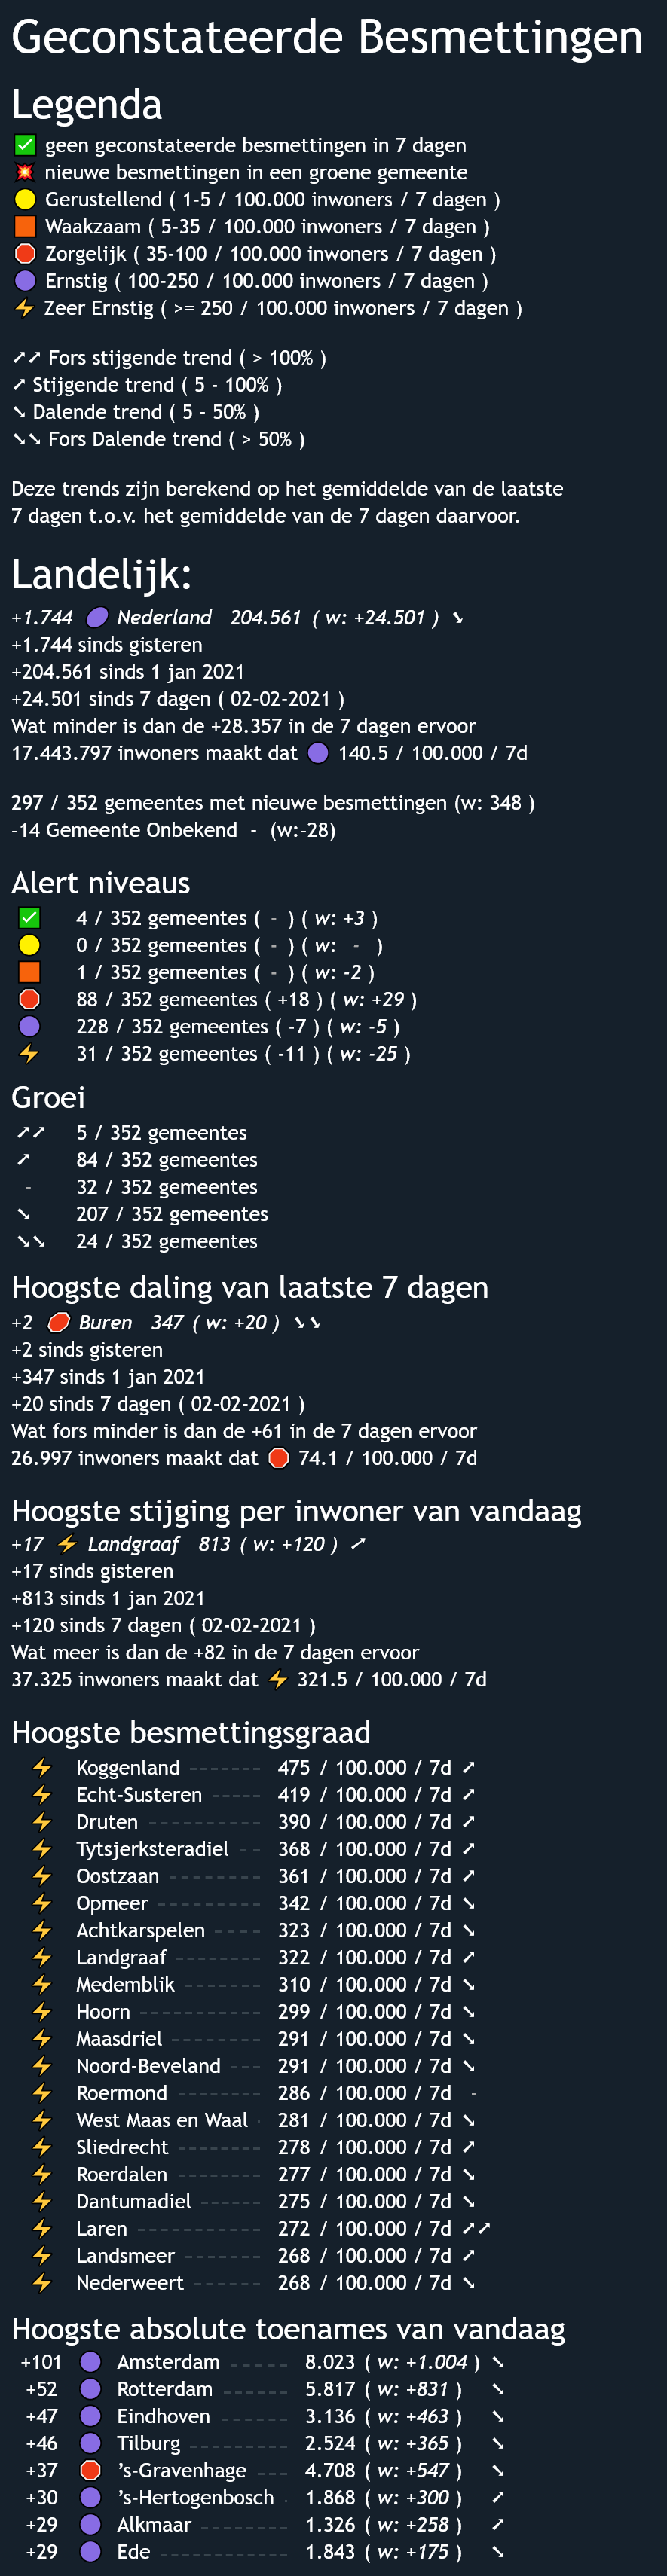 Geconstateerde Besmettingen
Legenda
✅ geen geconstateerde besmettingen in 7 dagen
💥 nieuwe besmettingen in een groene gemeente
🟡 Gerustellend ( 1-5 / 100.000 inwoners / 7 dagen )
🟧 Waakzaam ( 5-35 / 100.000 inwoners / 7 dagen )
🛑 Zorgelijk ( 35-100 / 100.000 inwoners / 7 dagen )
🟣 Ernstig ( 100-250 / 100.000 inwoners / 7 dagen )
⚡ Zeer Ernstig ( >= 250 / 100.000 inwoners / 7 dagen )
➚➚ Fors stijgende trend ( > 100% )
➚ Stijgende trend ( 5 - 100% )
➘ Dalende trend ( 5 - 50% )
➘➘ Fors Dalende trend ( > 50% )
Deze trends zijn berekend op het gemiddelde van de laatste
7 dagen t.o.v. het gemiddelde van de 7 dagen daarvoor.
Landelijk:
+1.744 🟣 Nederland 204.561 ( w: +24.501 ) ➘
+1.744 sinds gisteren
+204.561 sinds 1 jan 2021
+24.501 sinds 7 dagen ( 02-02-2021 )
Wat minder is dan de +28.357 in de 7 dagen ervoor
17.443.797 inwoners maakt dat 🟣 140.5 / 100.000 / 7d
297 / 352 gemeentes met nieuwe besmettingen (w: 348 )
-14 Gemeente Onbekend - (w:-28)
Alert niveaus
✅ 4 / 352 gemeentes ( - ) ( w: +3 )
🟡 0 / 352 gemeentes ( - ) ( w: - )
🟧 1 / 352 gemeentes ( - ) ( w: -2 )
🛑 88 / 352 gemeentes ( +18 ) ( w: +29 )
🟣 228 / 352 gemeentes ( -7 ) ( w: -5 )
⚡ 31 / 352 gemeentes ( -11 ) ( w: -25 )
Groei
➚➚ 5 / 352 gemeentes
➚ 84 / 352 gemeentes
- 32 / 352 gemeentes
➘ 207 / 352 gemeentes
➘➘ 24 / 352 gemeentes
Hoogste daling van laatste 7 dagen
+2 🛑 Buren 347 ( w: +20 ) ➘➘
+2 sinds gisteren
+347 sinds 1 jan 2021
+20 sinds 7 dagen ( 02-02-2021 )
Wat fors minder is dan de +61 in de 7 dagen ervoor
26.997 inwoners maakt dat 🛑 74.1 / 100.000 / 7d
Hoogste stijging per inwoner van vandaag
+17 ⚡ Landgraaf 813 ( w: +120 ) ➚
+17 sinds gisteren
+813 sinds 1 jan 2021
+120 sinds 7 dagen ( 02-02-2021 )
Wat meer is dan de +82 in de 7 dagen ervoor
37.325 inwoners maakt dat ⚡ 321.5 / 100.000 / 7d
Hoogste besmettingsgraad
⚡ Koggenland ------- 475 / 100.000 / 7d ➚
⚡ Echt-Susteren ----- 419 / 100.000 / 7d ➚
⚡ Druten ----------- 390 / 100.000 / 7d ➚
⚡ Tytsjerksteradiel -- 368 / 100.000 / 7d ➚
⚡ Oostzaan --------- 361 / 100.000 / 7d ➚
⚡ Opmeer ---------- 342 / 100.000 / 7d ➘
⚡ Achtkarspelen ----- 323 / 100.000 / 7d ➘
⚡ Landgraaf -------- 322 / 100.000 / 7d ➚
⚡ Medemblik ------- 310 / 100.000 / 7d ➘
⚡ Hoorn ------------ 299 / 100.000 / 7d ➘
⚡ Maasdriel --------- 291 / 100.000 / 7d ➘
⚡ Noord-Beveland --- 291 / 100.000 / 7d ➘
⚡ Roermond -------- 286 / 100.000 / 7d -
⚡ West Maas en Waal - 281 / 100.000 / 7d ➘
⚡ Sliedrecht -------- 278 / 100.000 / 7d ➚
⚡ Roerdalen -------- 277 / 100.000 / 7d ➘
⚡ Dantumadiel ------ 275 / 100.000 / 7d ➘
⚡ Laren ------------ 272 / 100.000 / 7d ➚➚
⚡ Landsmeer ------- 268 / 100.000 / 7d ➚
⚡ Nederweert ------ 268 / 100.000 / 7d ➘
Hoogste absolute toenames van vandaag
+101 🟣 Amsterdam ----- 8.023 ( w: +1.004 ) ➘
+52 🟣 Rotterdam ------ 5.817 ( w: +831 ) ➘
+47 🟣 Eindhoven ------ 3.136 ( w: +463 ) ➘
+46 🟣 Tilburg --------- 2.524 ( w: +365 ) ➘
+37 🛑 's-Gravenhage --- 4.708 ( w: +547 ) ➘
+30 🟣 's-Hertogenbosch - 1.868 ( w: +300 ) ➚
+29 🟣 Alkmaar -------- 1.326 ( w: +258 ) ➚
+29 🟣 Ede ------------ 1.843 ( w: +175 ) ➘